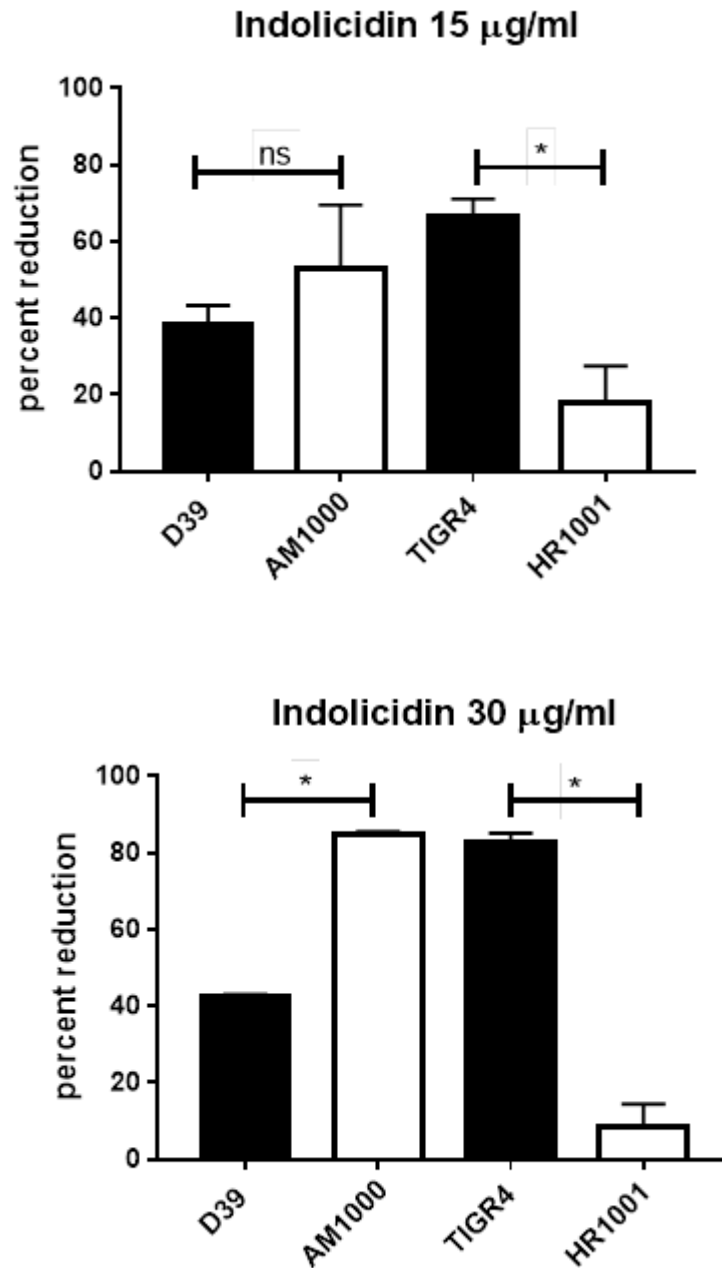 Indolicidin 15 μg/ml
percent reduction
100
80
60
40
20
0
ns
*
D39
AM1000
TIGR4
HR1001
Indolicidin 30 μg/ml
percent reduction
100
80
60
40
20
0
*
*
D39
AM1000
TIGR4
HR1001